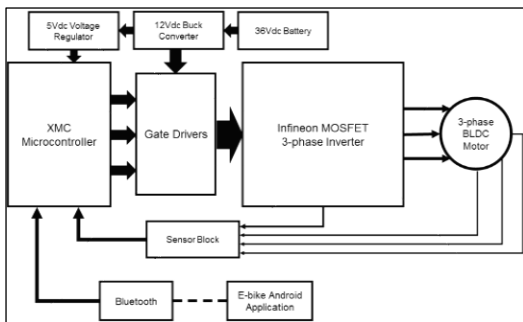 5Vdc Voltage
Regulator
12Vdc Buck
Converter
36Vdc Battery
XMC
Microcontroller
Gate Drivers
Infineon MOSFET
3-phase Inverter
3-phase
BLDC
Motor
Sensor Block
Bluetooth
E-bike Android
Application